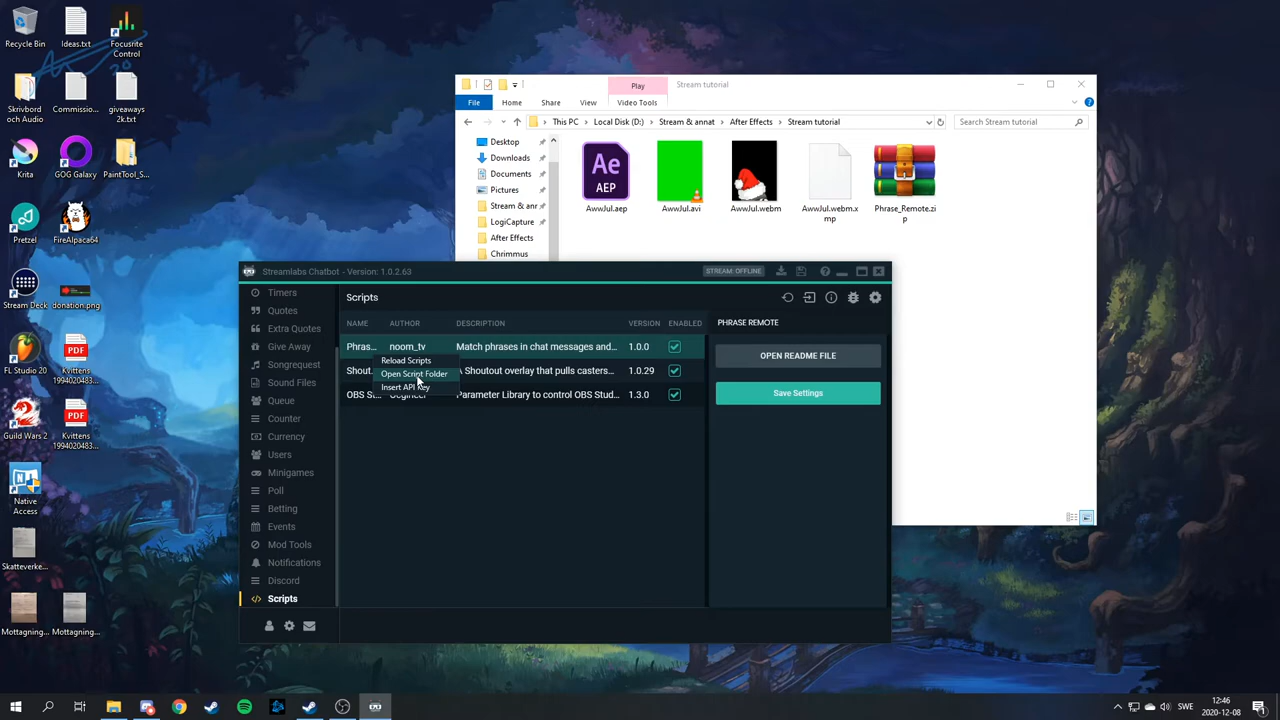 Recycle Bin
Ideas.txt
Focusrite
Control
Skrivbord
och Audio
Commissio...
giveaways
2k.txt
Krita
GOG Galaxy
PaintTool_S...
Pretzel
FireAlpaca64
Stream Deck
donation.png
FL Studio 20
Kvittens
1994020483...
Guild Wars 2
Kvittens
1994020483...
Native
Access
Skatteverke...
Mottagning...
Mottagning...
Play
Stream tutorial
File
Home
Share
View
Video Tools
This PC
Local Disk (D:)
Stream & annat
After Effects
Stream tutorial
Search Stream tutorial
Desktop
Downloads
Documents
Pictures
Stream & anr
LogiCapture
After Effects
Chrimmus
Ae
AEP
AwwJul.aep
AwwJul.avi
AwwJul.webm
AwwJul.webm.x
mp
Phrase_Remote.zi
p
Streamlabs Chatbot - Version: 1.0.2.63
STREAM: OFFLINE
Timers
Quotes
Extra Quotes
Give Away
Songrequest
Sound Files
Queue
Counter
Currency
Users
Minigames
Poll
Betting
Events
Mod Tools
Notifications
Discord
Scripts
Scripts
NAME AUTHOR DESCRIPTION VERSION ENABLED
Phras... noom_tv Match phrases in chat messages and... 1.0.0
Shout. A Shoutout overlay that pulls casters... 1.0.29
OBS St... Ocgineer Parameter Library to control OBS Stud... 1.3.0
Reload Scripts
Open Script Folder
Insert API Key
PHRASE REMOTE
OPEN README FILE
Save Settings
SWE
12:46
2020-12-08